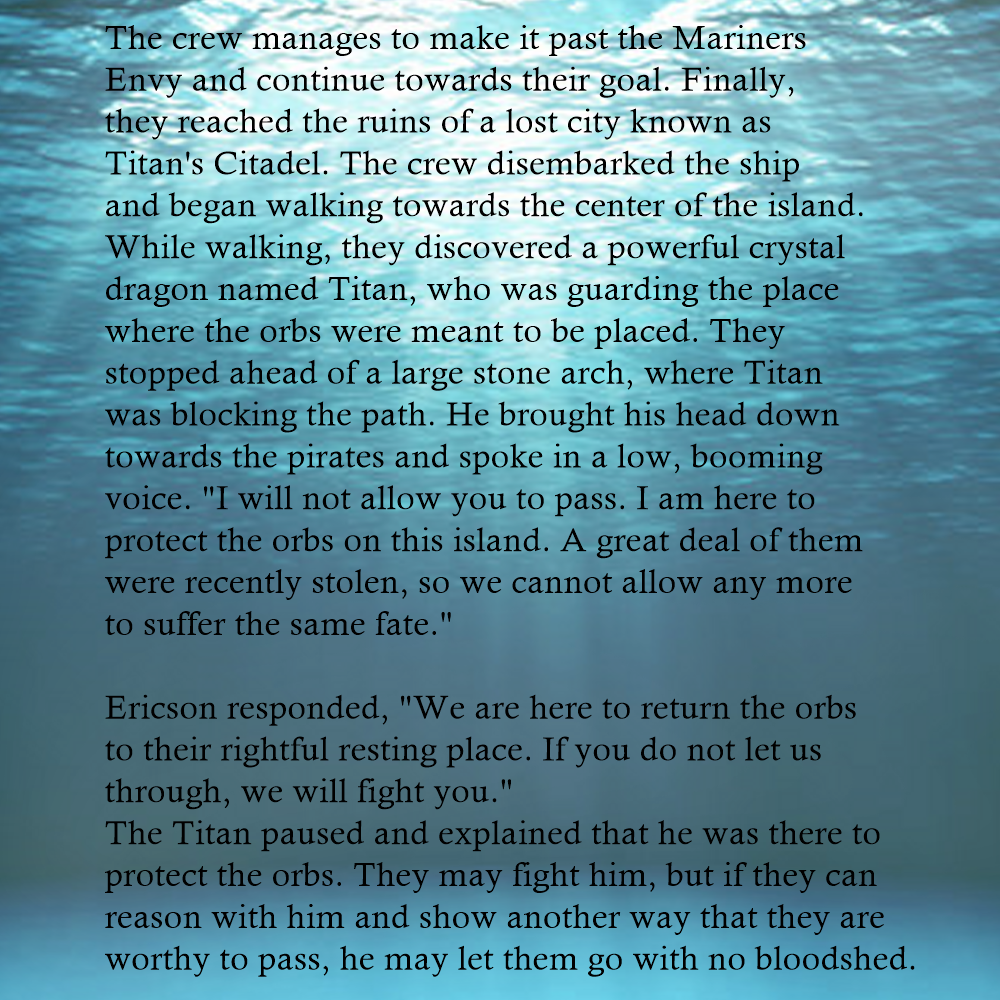 The crew manages to make it past the Mariners
Envy and continue towards their goal. Finally,
they reached the ruins of a lost city known as
Titan's Citadel. The crew disembarked the ship
and began walking towards the center of the island.
While walking, they discovered a powerful crystal
dragon named Titan, who was guarding the place
where the orbs were meant to be placed. They
stopped ahead of a large stone arch, where Titan
was blocking the path. He brought his head down
towards the pirates and spoke in a low, booming
voice. "I will not allow you to pass. I am here to
protect the orbs on this island. A great deal of them
were recently stolen, so we cannot allow any more
to suffer the same fate."

Ericson responded, "We are here to return the orbs
to their rightful resting place. If you do not let us
through, we will fight you."
The Titan paused and explained that he was there to
protect the orbs. They may fight him, but if they can
reason with him and show another way that they are
worthy to pass, he may let them go with no bloodshed.